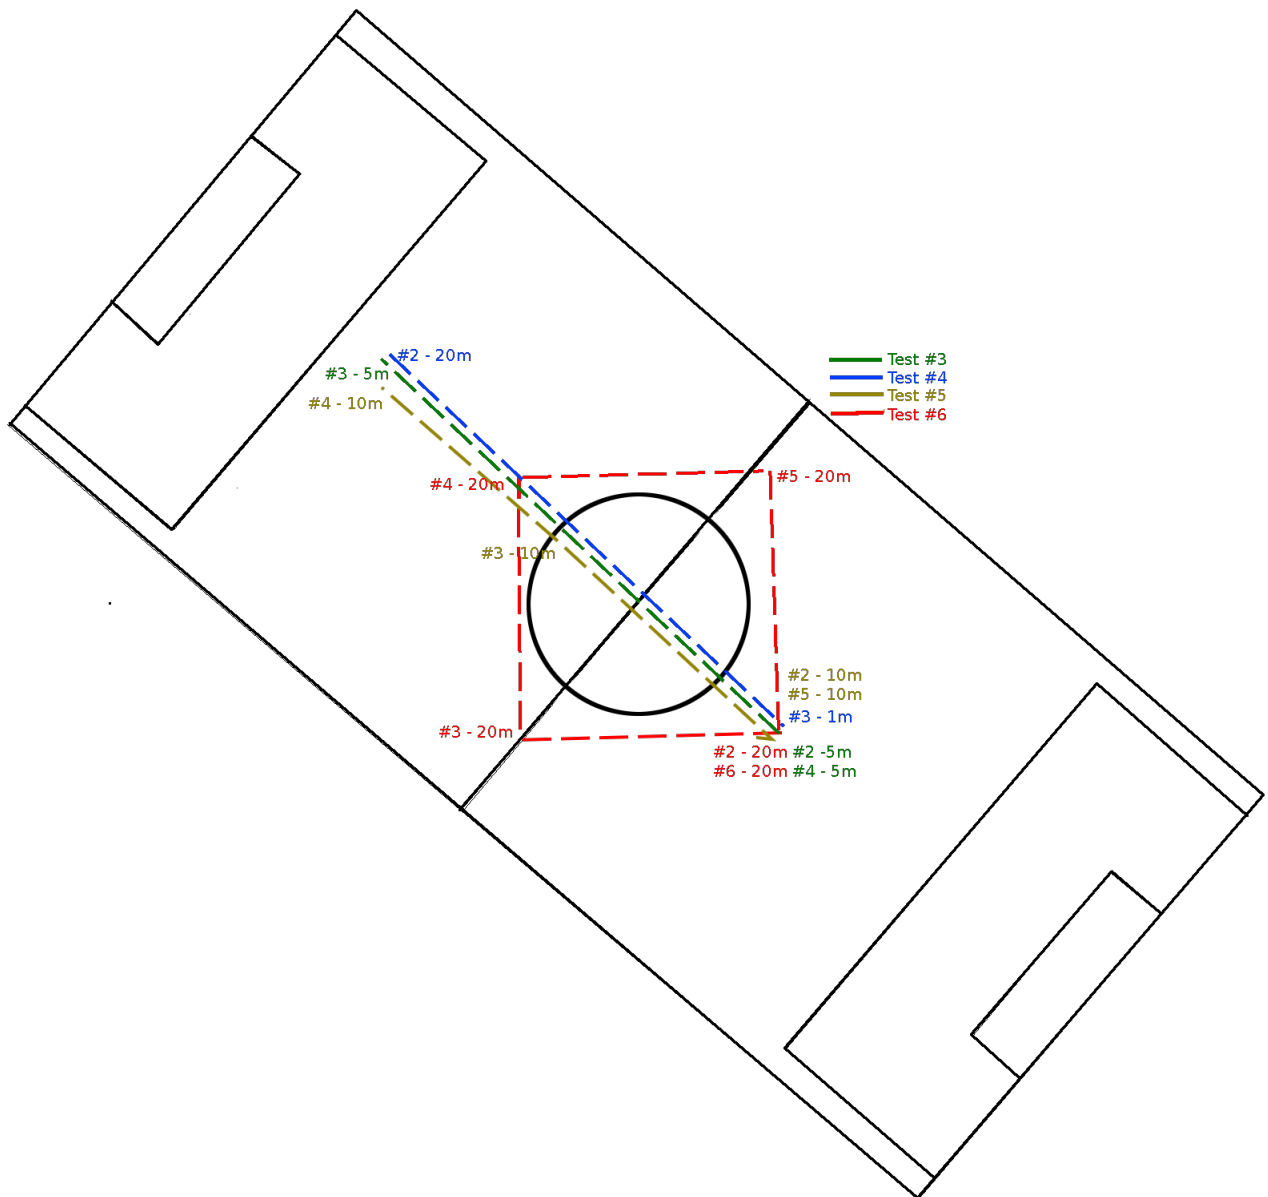 #2 - 20m
#3 - 5m
#4 - 10m
Test #3
Test #4
Test #5
Test #6
#4 - 20m
#5 - 20m
#3 - 10m
#2 - 10m
#5 - 10m
#3 - 1m
#3 - 20m
#2 - 20m #2 -5m
#6 - 20m #4 - 5m